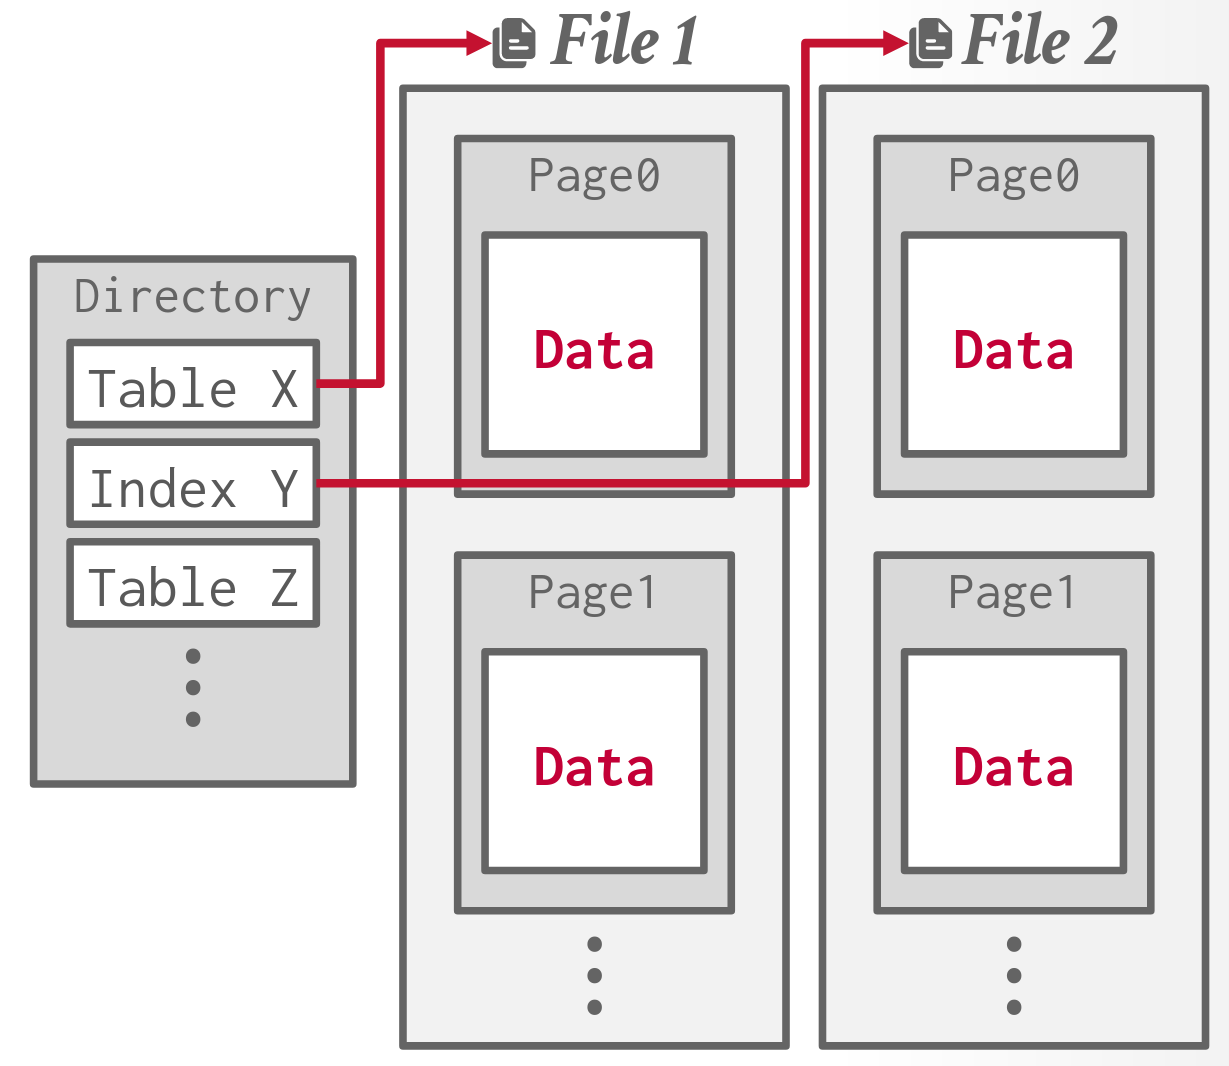 File 1
File 2
Directory
Table X
Index Y
Table Z
Page0
Data
Page1
Data
Page0
Data
Page1
Data